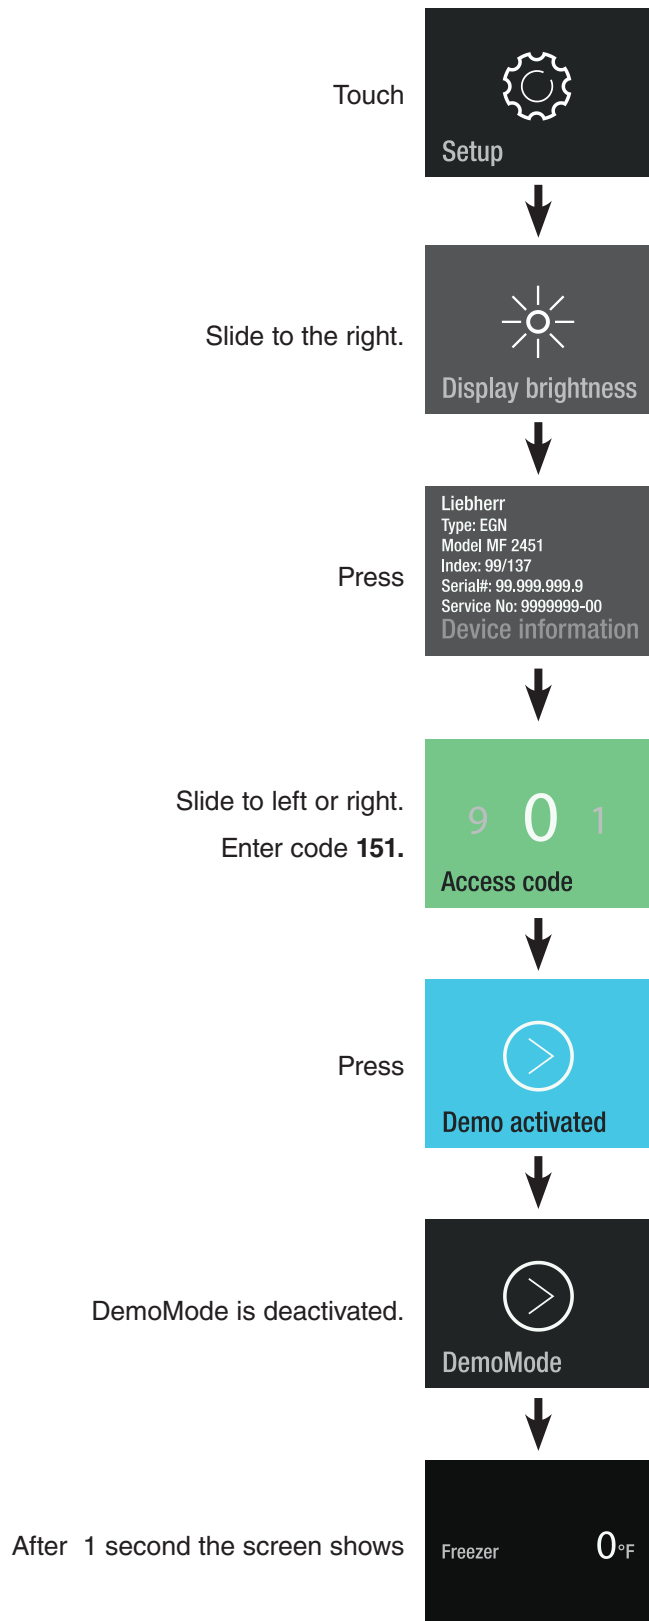 Touch
Setup
Slide to the right.
Display brightness
Press
Liebherr
Type: EGN
Model MF 2451
Index: 99/137
Serial#: 99.999.999.9
Service No: 9999999-00
Device information
Slide to left or right.
Enter code 151.
9 0 1
Access code
Press
Demo activated
DemoMode is deactivated.
DemoMode
After 1 second the screen shows
Freezer 0°F